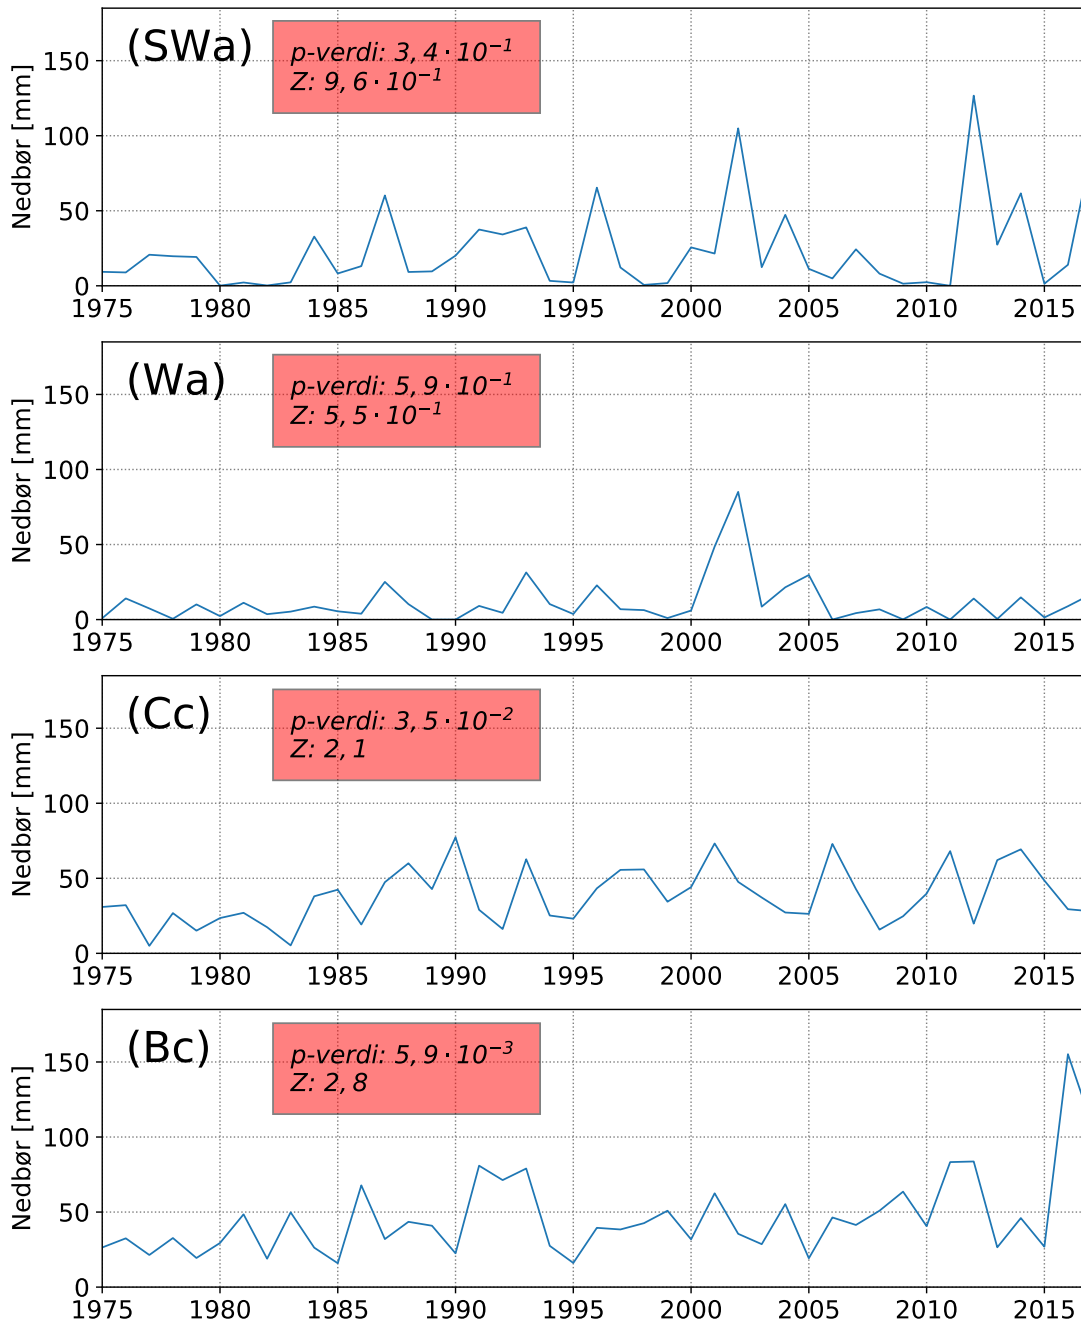 (SWa)
p-verdi: 3, 4 · 10⁻¹
Z: 9, 6 · 10⁻¹
Nedbør [mm]
150
100
50
0
1975 1980 1985 1990 1995 2000 2005 2010 2015
(Wa)
p-verdi: 5, 9 · 10⁻¹
Z: 5, 5 · 10⁻¹
Nedbør [mm]
150
100
50
0
1975 1980 1985 1990 1995 2000 2005 2010 2015
(Cc)
p-verdi: 3, 5 · 10⁻²
Z: 2, 1
Nedbør [mm]
150
100
50
0
1975 1980 1985 1990 1995 2000 2005 2010 2015
(Bc)
p-verdi: 5, 9 · 10⁻³
Z: 2, 8
Nedbør [mm]
150
100
50
0
1975 1980 1985 1990 1995 2000 2005 2010 2015